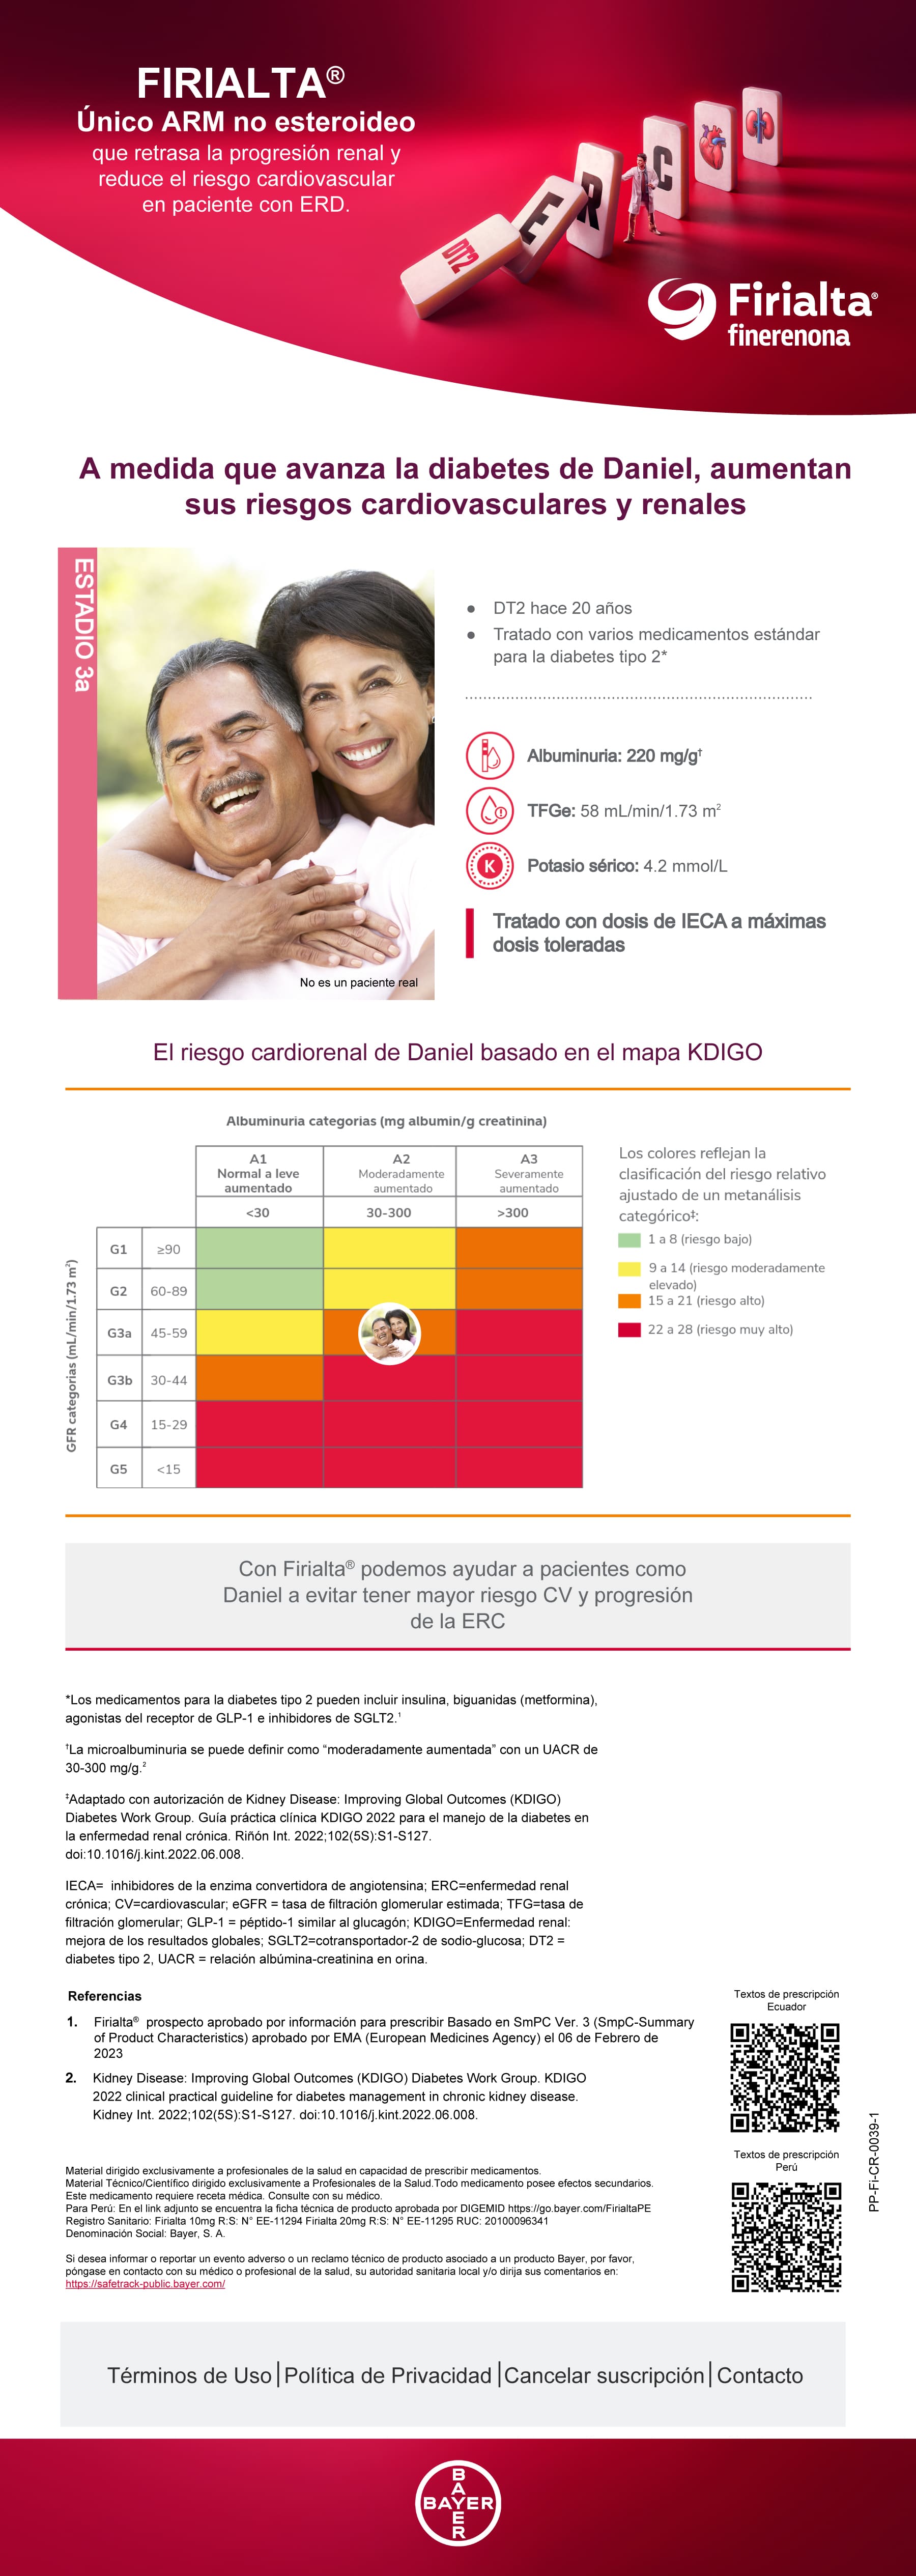 FIRIALTA®
Único ARM no esteroideo
que retrasa la progresión renal y
reduce el riesgo cardiovascular
en paciente con ERD.
DT2
E
R
C
Firialta®
finerenona
A medida que avanza la diabetes de Daniel, aumentan
sus riesgos cardiovasculares y renales
ESTADIO 3a
● DT2 hace 20 años
● Tratado con varios medicamentos estándar
para la diabetes tipo 2*
Albuminuria: 220 mg/g†
TFGe: 58 mL/min/1.73 m²
K
Potasio sérico: 4.2 mmol/L
Tratado con dosis de IECA a máximas
dosis toleradas
No es un paciente real
El riesgo cardiorenal de Daniel basado en el mapa KDIGO
Albuminuria categorias (mg albumin/g creatinina)
A1 A2 A3
Normal a leve Moderadamente Severamente
aumentado aumentado aumentado
<30 30-300 >300
GFR categorias (mL/min/1.73 m²)
G1 ≥90
G2 60-89
G3a 45-59
G3b 30-44
G4 15-29
G5 <15
Los colores reflejan la
clasificación del riesgo relativo
ajustado de un metanálisis
categórico‡:
1 a 8 (riesgo bajo)
9 a 14 (riesgo moderadamente
elevado)
15 a 21 (riesgo alto)
22 a 28 (riesgo muy alto)
Con Firialta® podemos ayudar a pacientes como
Daniel a evitar tener mayor riesgo CV y progresión
de la ERC
*Los medicamentos para la diabetes tipo 2 pueden incluir insulina, biguanidas (metformina),
agonistas del receptor de GLP-1 e inhibidores de SGLT2.¹
†La microalbuminuria se puede definir como “moderadamente aumentada” con un UACR de
30-300 mg/g.²
‡Adaptado con autorización de Kidney Disease: Improving Global Outcomes (KDIGO)
Diabetes Work Group. Guía práctica clínica KDIGO 2022 para el manejo de la diabetes en
la enfermedad renal crónica. Riñón Int. 2022;102(5S):S1-S127.
doi:10.1016/j.kint.2022.06.008.
IECA= inhibidores de la enzima convertidora de angiotensina; ERC=enfermedad renal
crónica; CV=cardiovascular; eGFR = tasa de filtración glomerular estimada; TFG=tasa de
filtración glomerular; GLP-1 = péptido-1 similar al glucagón; KDIGO=Enfermedad renal:
mejora de los resultados globales; SGLT2=cotransportador-2 de sodio-glucosa; DT2 =
diabetes tipo 2, UACR = relación albúmina-creatinina en orina.
Referencias
1. Firialta® prospecto aprobado por información para prescribir Basado en SmPC Ver. 3 (SmpC-Summary
of Product Characteristics) aprobado por EMA (European Medicines Agency) el 06 de Febrero de
2023
2. Kidney Disease: Improving Global Outcomes (KDIGO) Diabetes Work Group. KDIGO
2022 clinical practical guideline for diabetes management in chronic kidney disease.
Kidney Int. 2022;102(5S):S1-S127. doi:10.1016/j.kint.2022.06.008.
Textos de prescripción
Ecuador
Textos de prescripción
Perú
PP-Fi-CR-0039-1
Material dirigido exclusivamente a profesionales de la salud en capacidad de prescribir medicamentos.
Material Técnico/Científico dirigido exclusivamente a Profesionales de la Salud.Todo medicamento posee efectos secundarios.
Este medicamento requiere receta médica. Consulte con su médico.
Para Perú: En el link adjunto se encuentra la ficha técnica de producto aprobada por DIGEMID https://go.bayer.com/FirialtaPE
Registro Sanitario: Firialta 10mg R:S: N° EE-11294 Firialta 20mg R:S: N° EE-11295 RUC: 20100096341
Denominación Social: Bayer, S. A.
Si desea informar o reportar un evento adverso o un reclamo técnico de producto asociado a un producto Bayer, por favor,
póngase en contacto con su médico o profesional de la salud, su autoridad sanitaria local y/o dirija sus comentarios en:
https://safetrack-public.bayer.com/
Términos de Uso|Política de Privacidad |Cancelar suscripción| Contacto
BAYER
BAYER